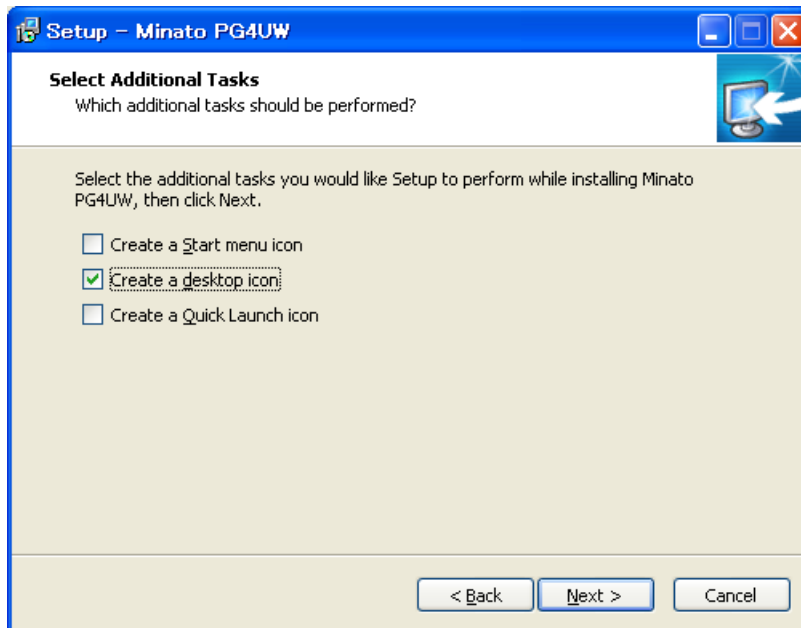 Setup - Minato PG4UW
Select Additional Tasks
Which additional tasks should be performed?
Select the additional tasks you would like Setup to perform while installing Minato
PG4UW, then click Next.
Create a Start menu icon
Create a desktop icon
Create a Quick Launch icon
< Back Next > Cancel